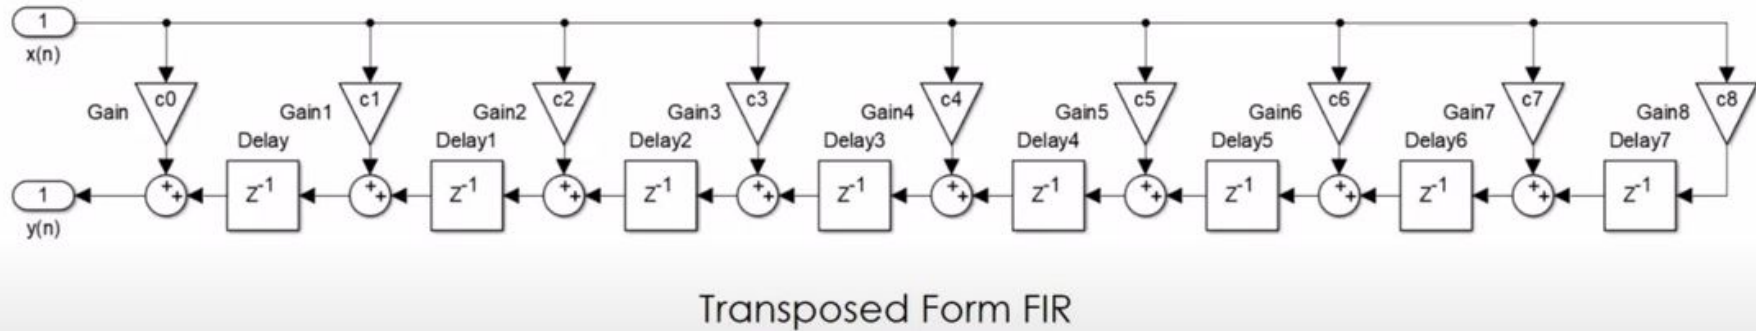 1
x(n)
c0 c1 c2 c3 c4 c5 c6 c7 c8
Gain Gain1 Gain2 Gain3 Gain4 Gain5 Gain6 Gain7 Gain8
Delay Delay1 Delay2 Delay3 Delay4 Delay5 Delay6 Delay7
1 ++ z-1 ++ z-1 ++ z-1 ++ z-1 ++ z-1 ++ z-1 ++ z-1 ++ z-1
y(n)
Transposed Form FIR